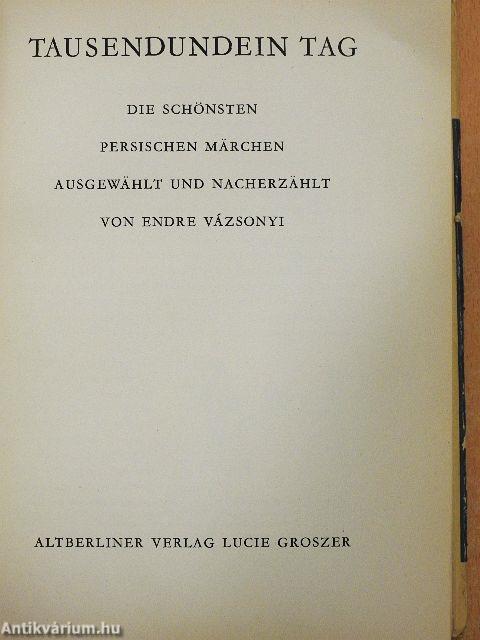 TAUSENDUNDEIN TAG
DIE SCHÖNSTEN
PERSISCHEN MÄRCHEN
AUSGEWÄHLT UND NACHERZÄHLT
VON ENDRE VÁZSONYI
ALTBERLINER VERLAG LUCIE GROSZER
Antikvárium.hu